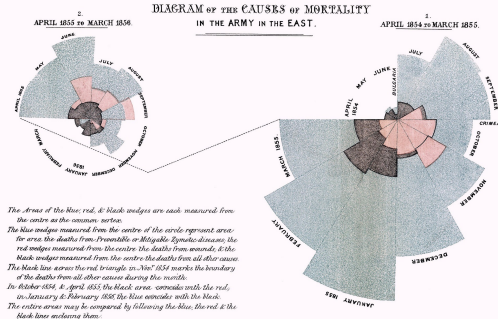 DIAGRAM OF THE CAUSES OF MORTALITY
IN THE ARMY IN THE EAST.
2.
APRIL 1855 TO MARCH 1856.
1.
APRIL 1854 TO MARCH 1855.
APRIL 1855
MAY
JUNE
JULY
AUGUST
SEPTEMBER
OCTOBER
NOVEMBER
DECEMBER
JANUARY
1856
FEBRUARY
MARCH
APRIL
1854
MAY
JUNE
JULY
AUGUST
SEPTEMBER
OCTOBER
NOVEMBER
DECEMBER
JANUARY 1855
FEBRUARY
MARCH 1855.
BULGARIA
CRIMEA
The Areas of the blue, red, & black wedges are each measured from
the centre as the common vertex.
The blue wedges measured from the centre of the circle represent area
for area the deaths from Preventible or Mitigable Zymotic diseases, the
red wedges measured from the centre the deaths from wounds, & the
black wedges measured from the centre the deaths from all other causes.
The black line across the red triangle in Nov.r 1854 marks the boundary
of the deaths from all other causes during the month.
In October 1854, & April 1855, the black area coincides with the red,
in January & February 1856, the blue coincides with the black.
The entire areas may be compared by following the blue, the red & the
black lines enclosing them.